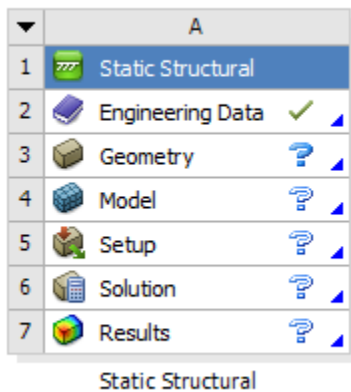 A
1 Static Structural
2 Engineering Data
3 Geometry ?
4 Model ?
5 Setup ?
6 Solution ?
7 Results ?
Static Structural